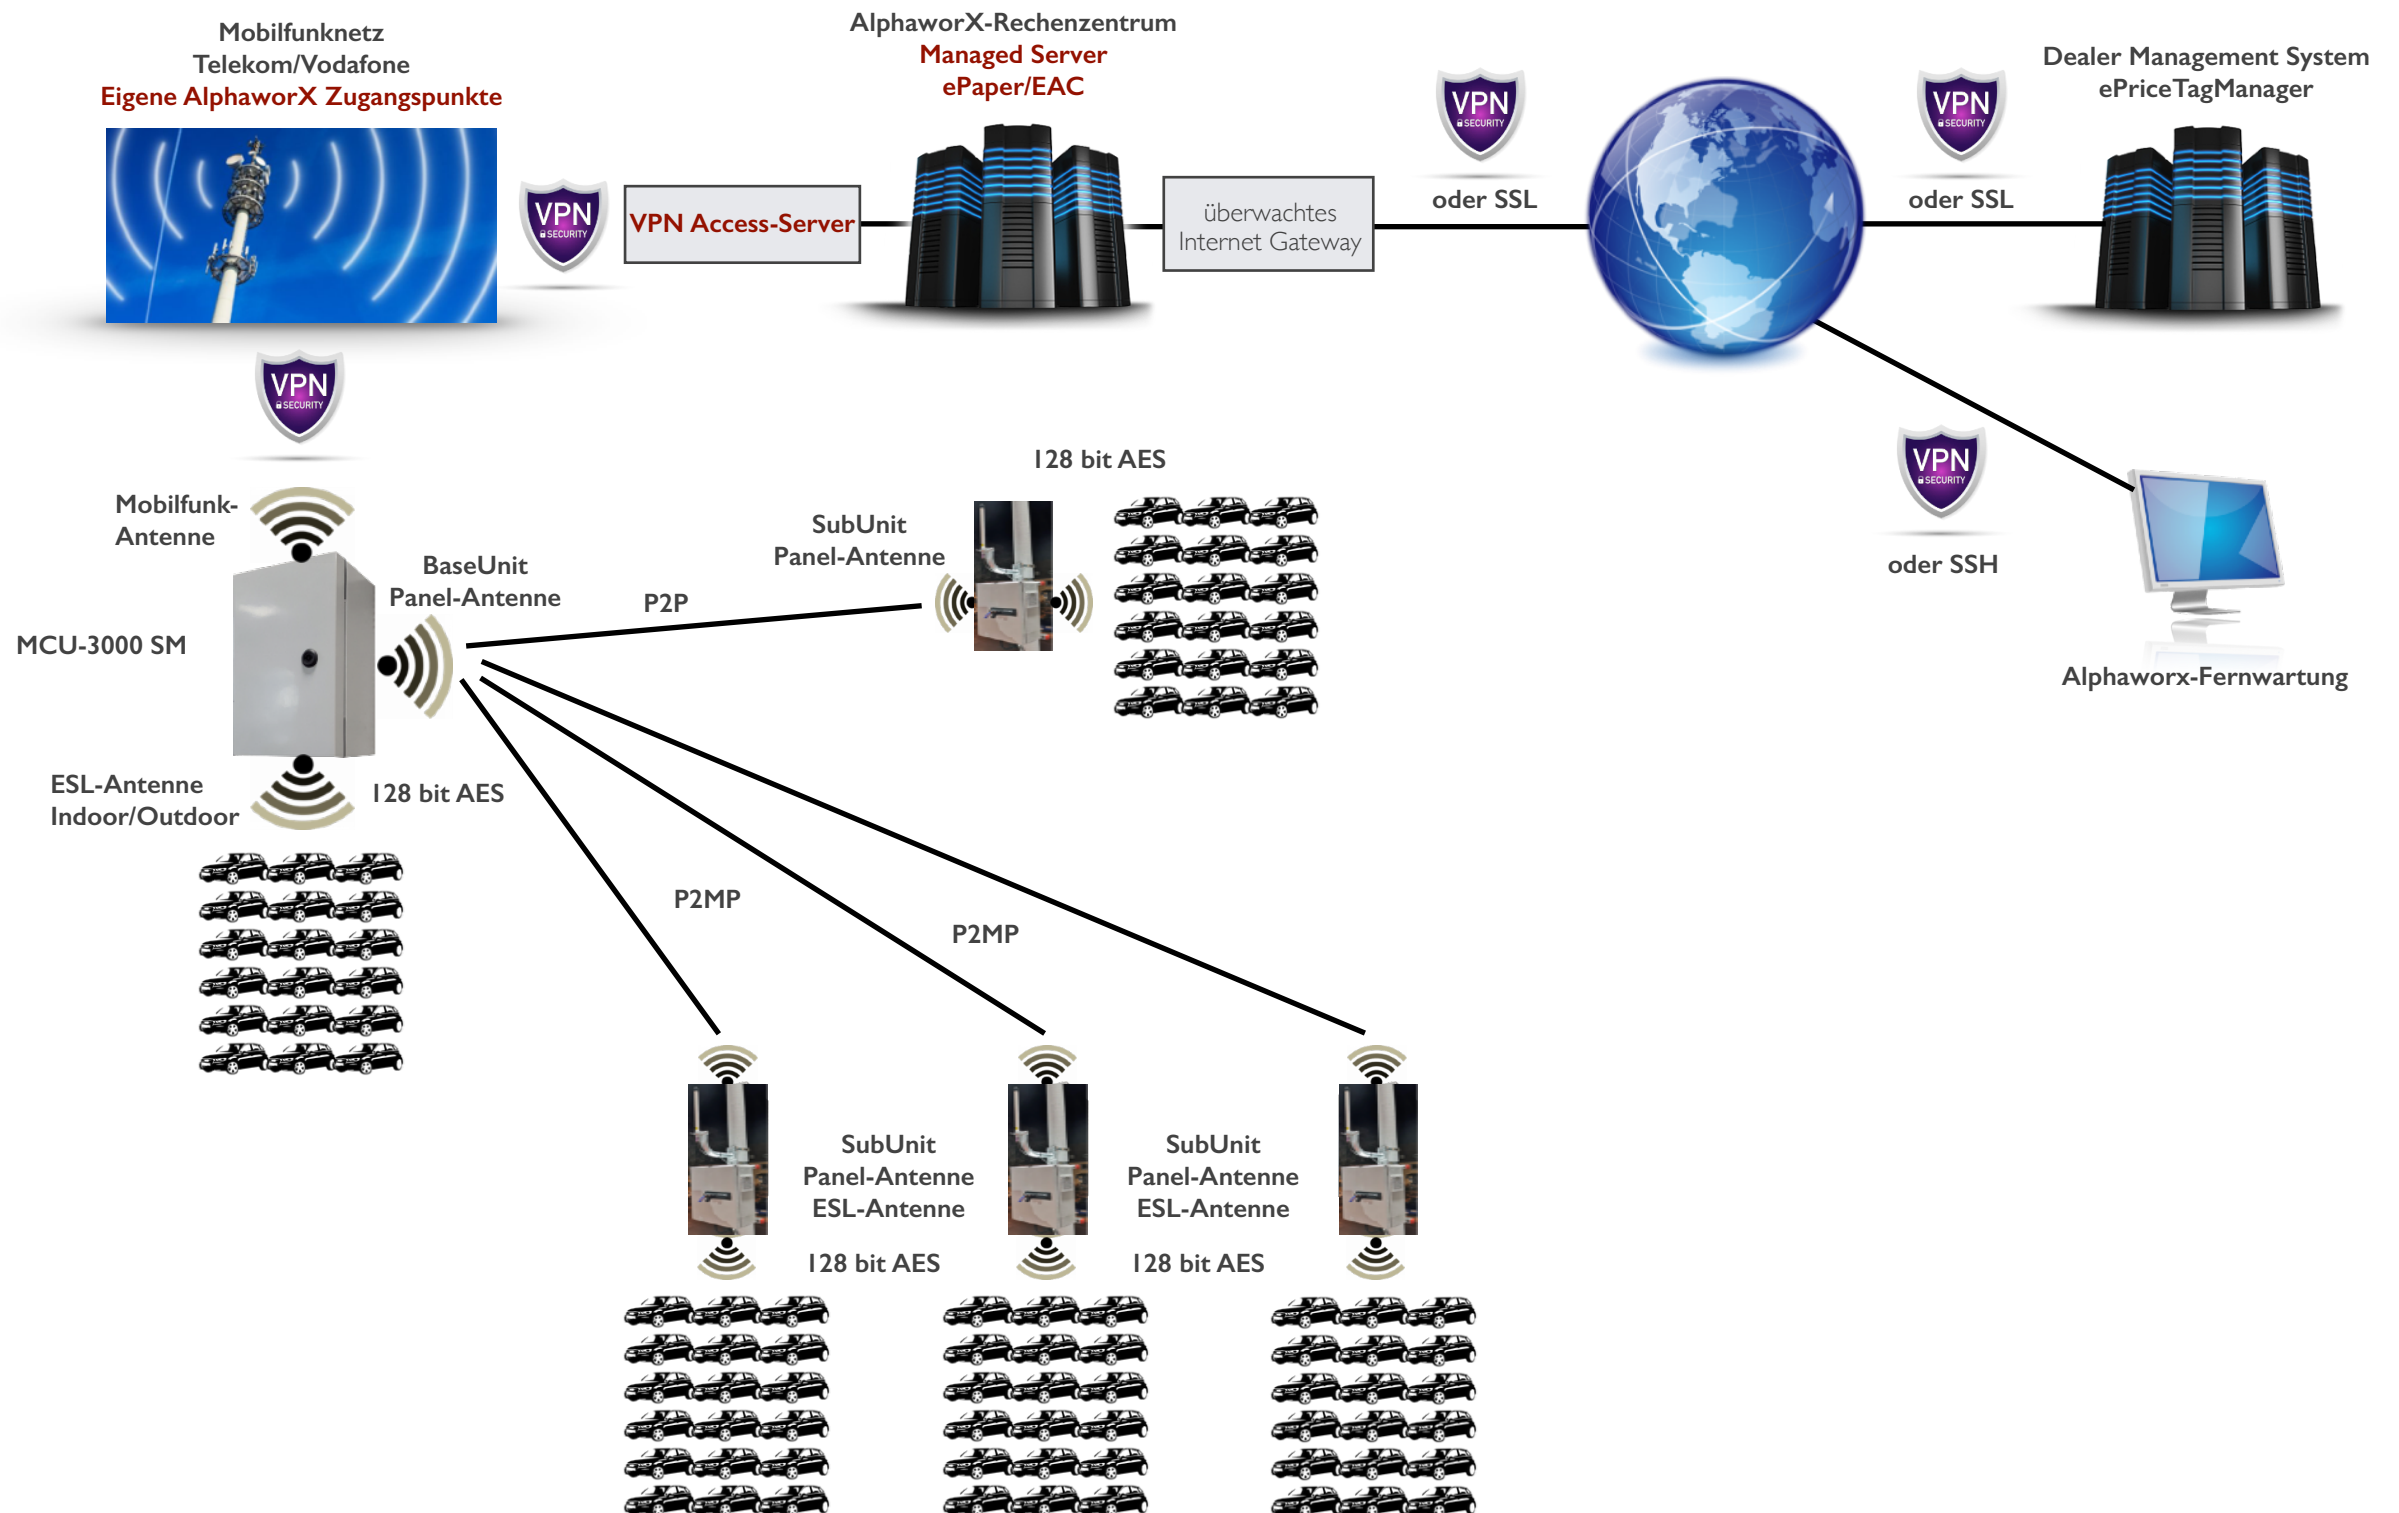 Mobilfunknetz
Telekom/Vodafone
Eigene AlphaworX Zugangspunkte
AlphaworX-Rechenzentrum
Managed Server
ePaper/EAC
Dealer Management System
ePriceTagManager
VPN
SECURITY
VPN Access-Server
überwachtes
Internet Gateway
VPN
SECURITY
oder SSL
VPN
SECURITY
oder SSL
VPN
SECURITY
Mobilfunk-
Antenne
BaseUnit
Panel-Antenne
MCU-3000 SM
ESL-Antenne
Indoor/Outdoor
128 bit AES
P2P
SubUnit
Panel-Antenne
128 bit AES
VPN
SECURITY
oder SSH
Alphaworx-Fernwartung
P2MP
P2MP
SubUnit
Panel-Antenne
ESL-Antenne
128 bit AES
SubUnit
Panel-Antenne
ESL-Antenne
128 bit AES